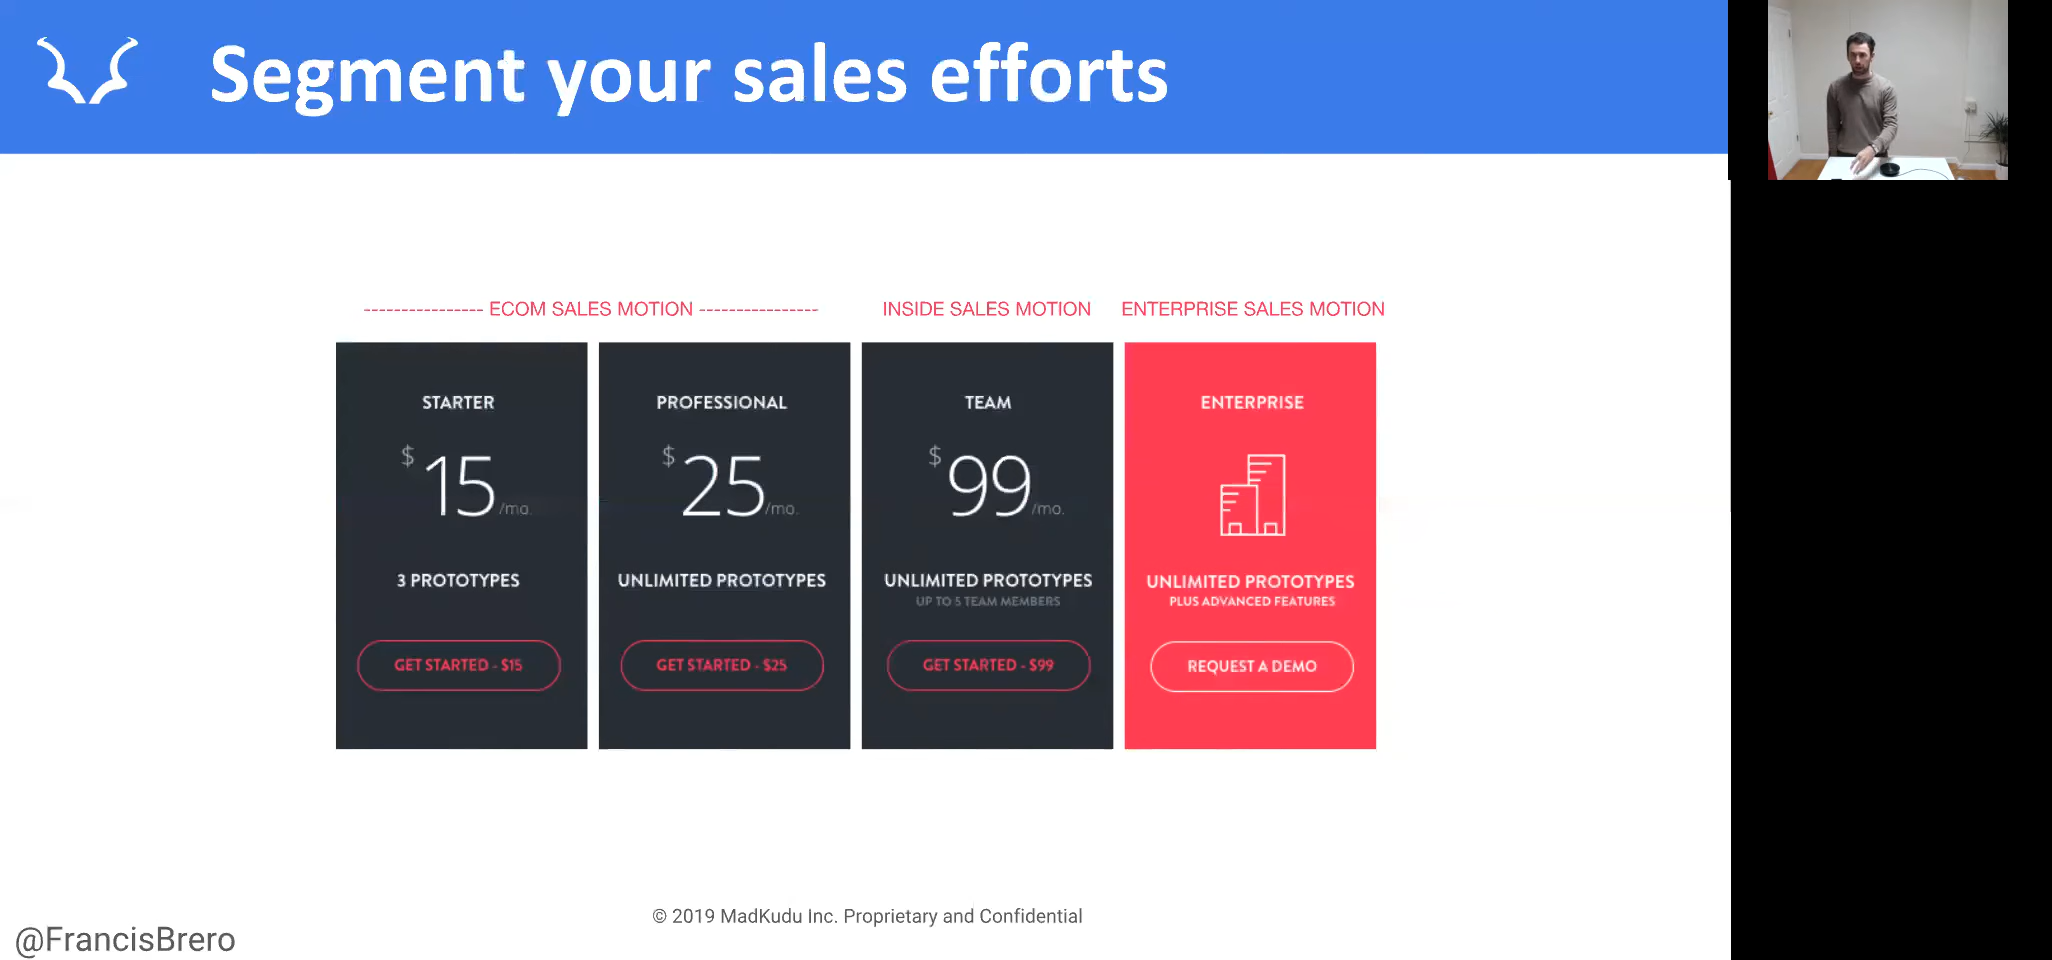 Segment your sales efforts
---------------- ECOM SALES MOTION ----------------
INSIDE SALES MOTION
ENTERPRISE SALES MOTION
STARTER
$15/mo.
3 PROTOTYPES
GET STARTED - $15
PROFESSIONAL
$25/mo.
UNLIMITED PROTOTYPES
GET STARTED - $25
TEAM
$99/mo.
UNLIMITED PROTOTYPES
UP TO 5 TEAM MEMBERS
GET STARTED - $99
ENTERPRISE
UNLIMITED PROTOTYPES
PLUS ADVANCED FEATURES
REQUEST A DEMO
© 2019 MadKudu Inc. Proprietary and Confidential
@FrancisBrero